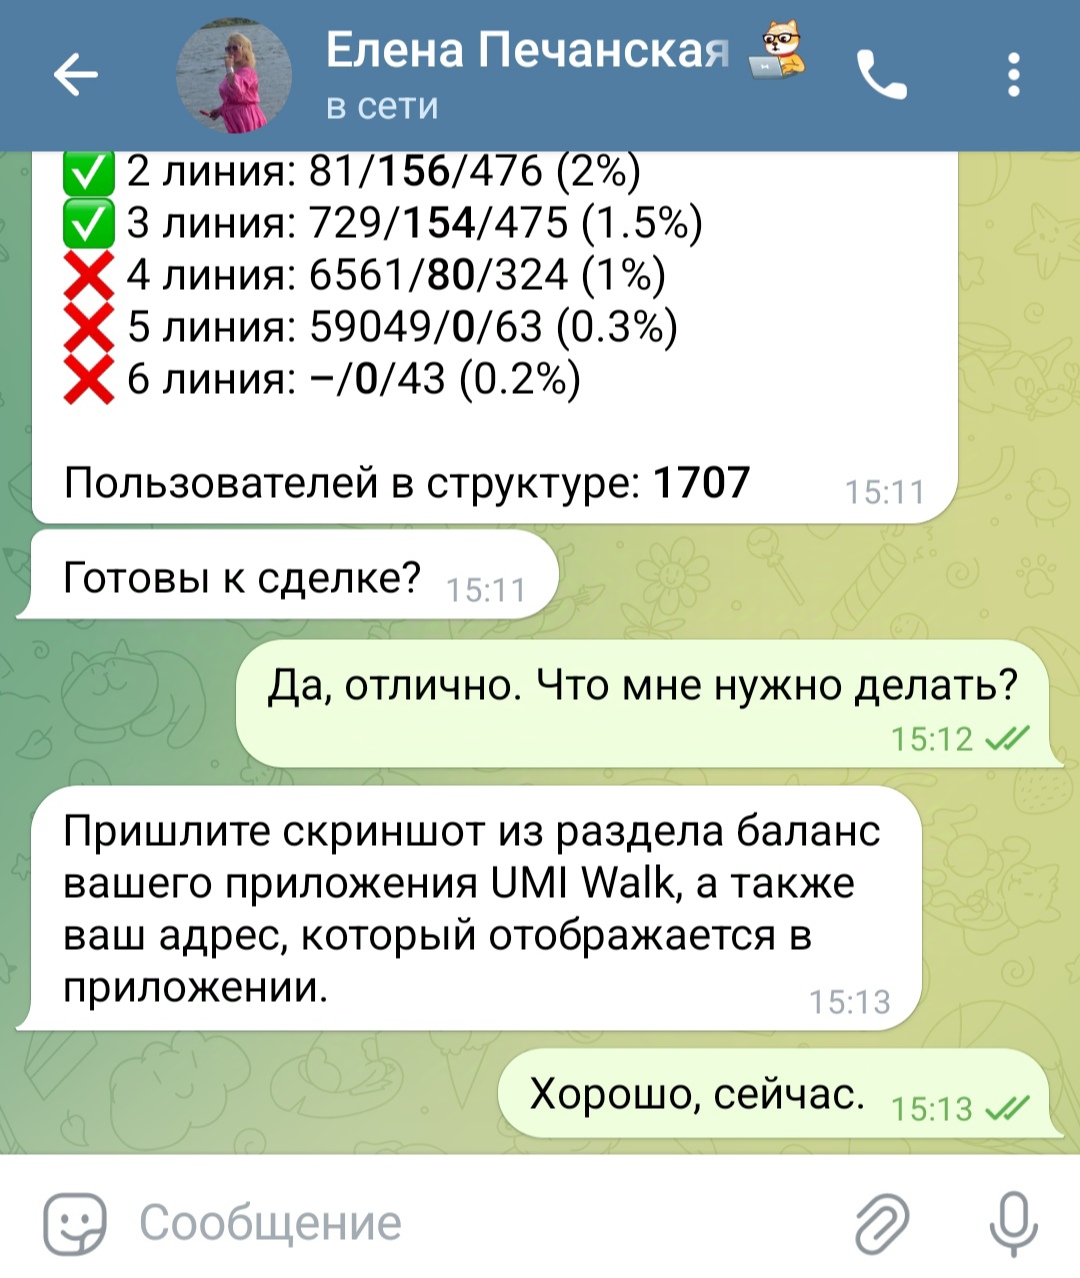 Елена Печанская
в сети
2 линия: 81/156/476 (2%)
3 линия: 729/154/475 (1.5%)
4 линия: 6561/80/324 (1%)
5 линия: 59049/0/63 (0.3%)
6 линия: –/0/43 (0.2%)
Пользователей в структуре: 1707 15:11
Готовы к сделке? 15:11
Да, отлично. Что мне нужно делать?
15:12
Пришлите скриншот из раздела баланс
вашего приложения UMI Walk, а также
ваш адрес, который отображается в
приложении. 15:13
Хорошо, сейчас. 15:13
Сообщение